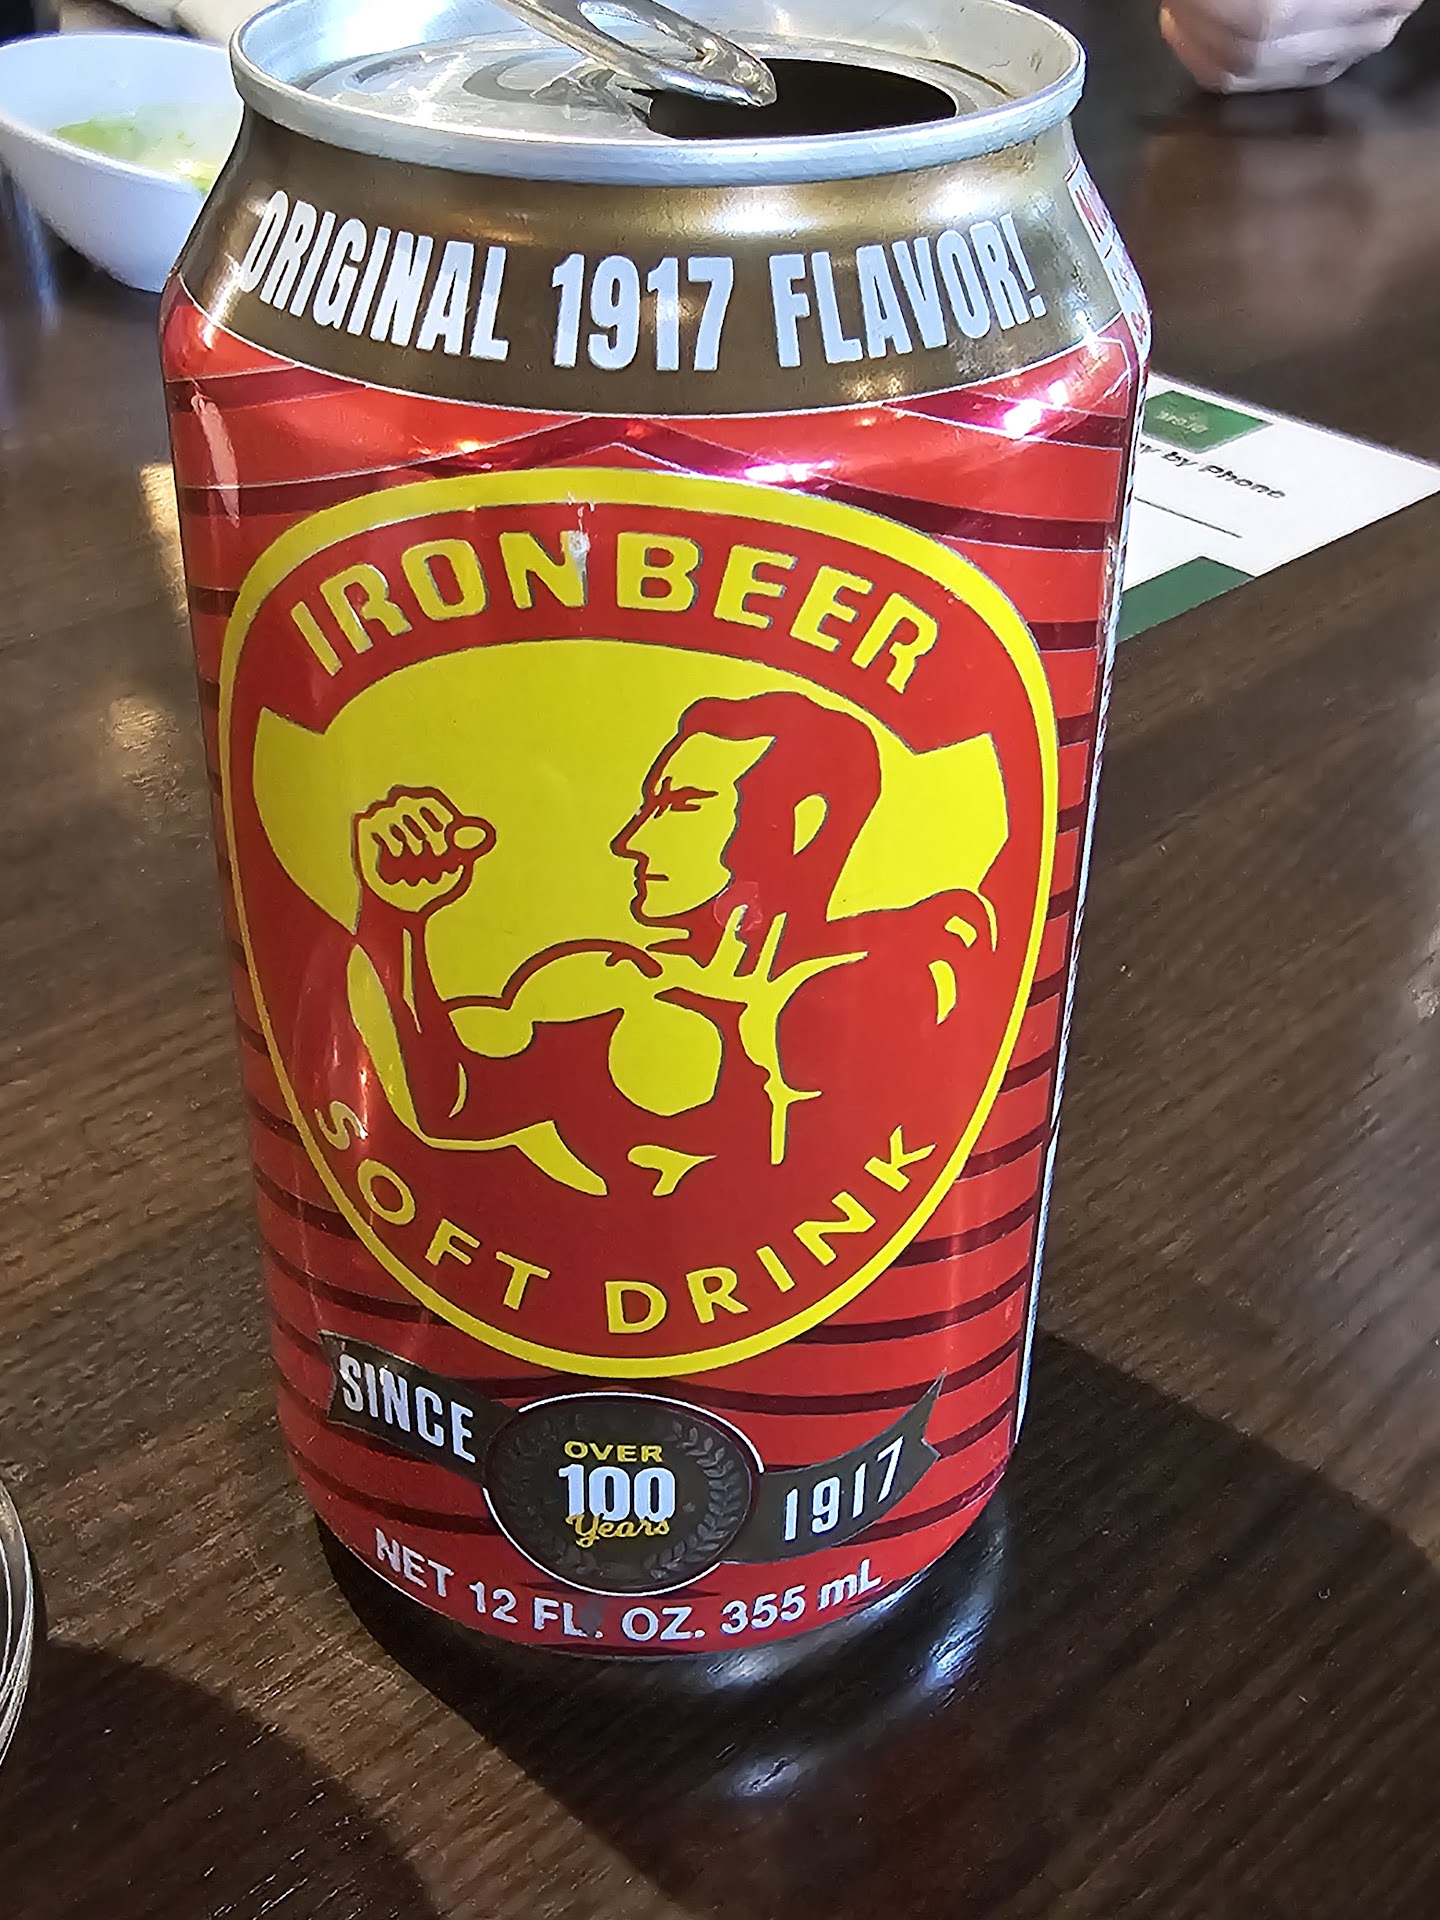 ORIGINAL 1917 FLAVOR!
IRONBEER
SOFT DRINK
SINCE
OVER
100
Years
1917
NET 12 FL. OZ. 355 mL
by Phone